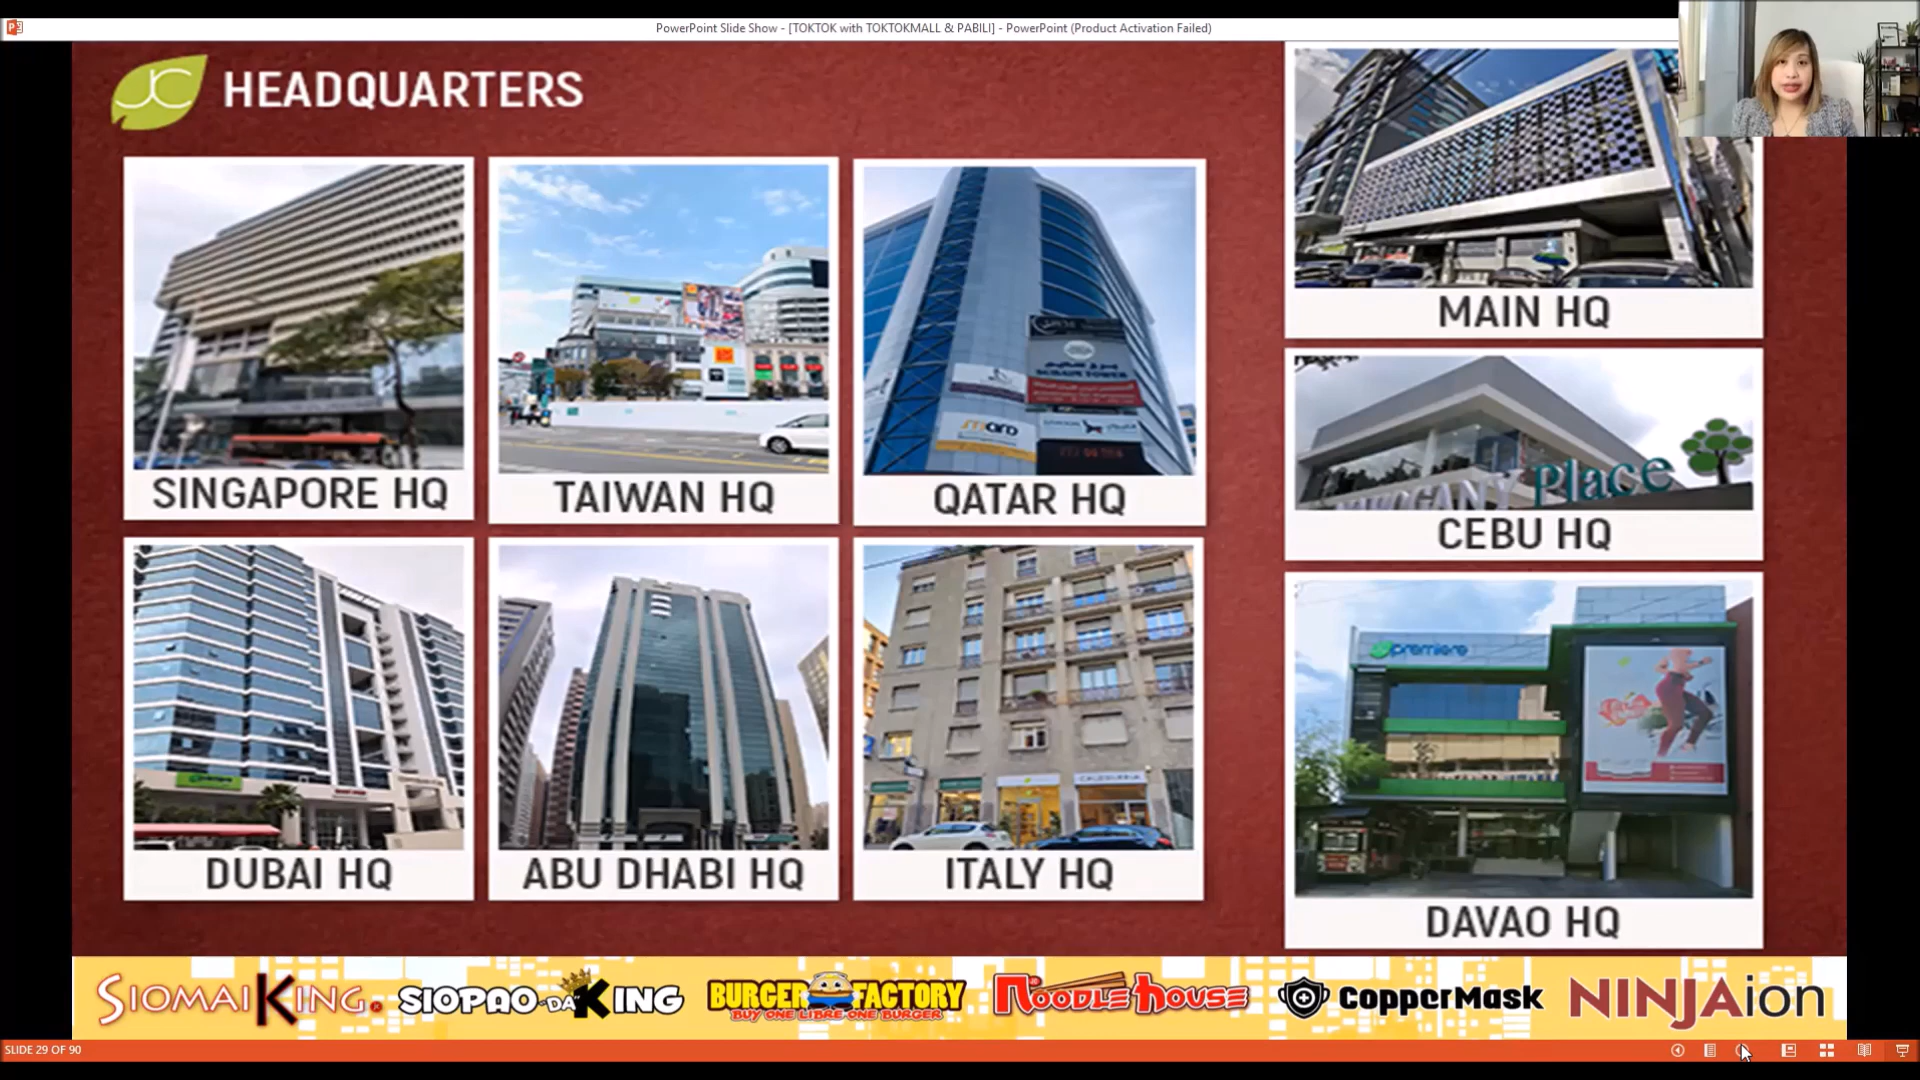 PowerPoint Slide Show - [TOKTOK with TOKTOKMALL & PABILI] - PowerPoint (Product Activation Failed)
JC HEADQUARTERS
SINGAPORE HQ
TAIWAN HQ
QATAR HQ
MAIN HQ
Place
CEBU HQ
DUBAI HQ
ABU DHABI HQ
ITALY HQ
premiere
DAVAO HQ
SIOMAI KING
SIOPAO "DA" KING
BURGER FACTORY
BUY ONE LIBRE ONE BURGER
NOODLE HOUSE
COPPERMASK
NINJAion
SLIDE 29 OF 90